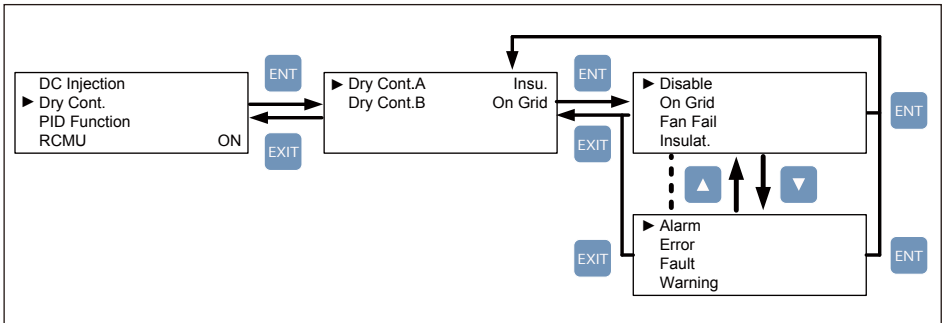 DC Injection
► Dry Cont.
PID Function
RCMU ON
ENT
EXIT
► Dry Cont.A Insu.
Dry Cont.B On Grid
ENT
EXIT
► Disable
On Grid
Fan Fail
Insulat.
ENT
▲ ▼
EXIT
► Alarm
Error
Fault
Warning
ENT